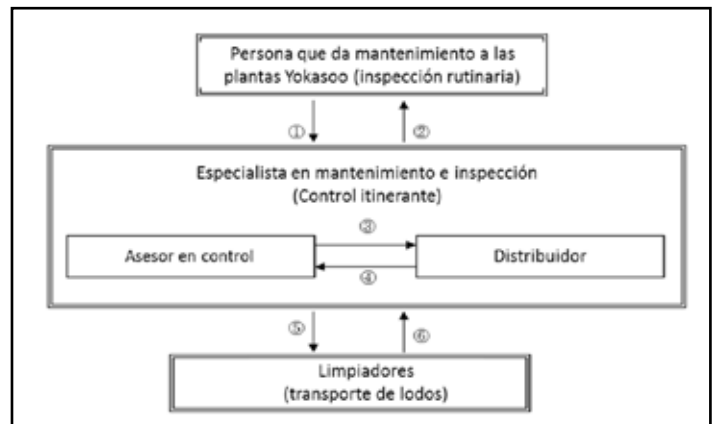 Persona que da mantenimiento a las
plantas Yokasoo (inspección rutinaria)
① ②
Especialista en mantenimiento e inspección
(Control itinerante)
③
Asesor en control
Distribuidor
④
⑤ ⑥
Limpiadores
(transporte de lodos)